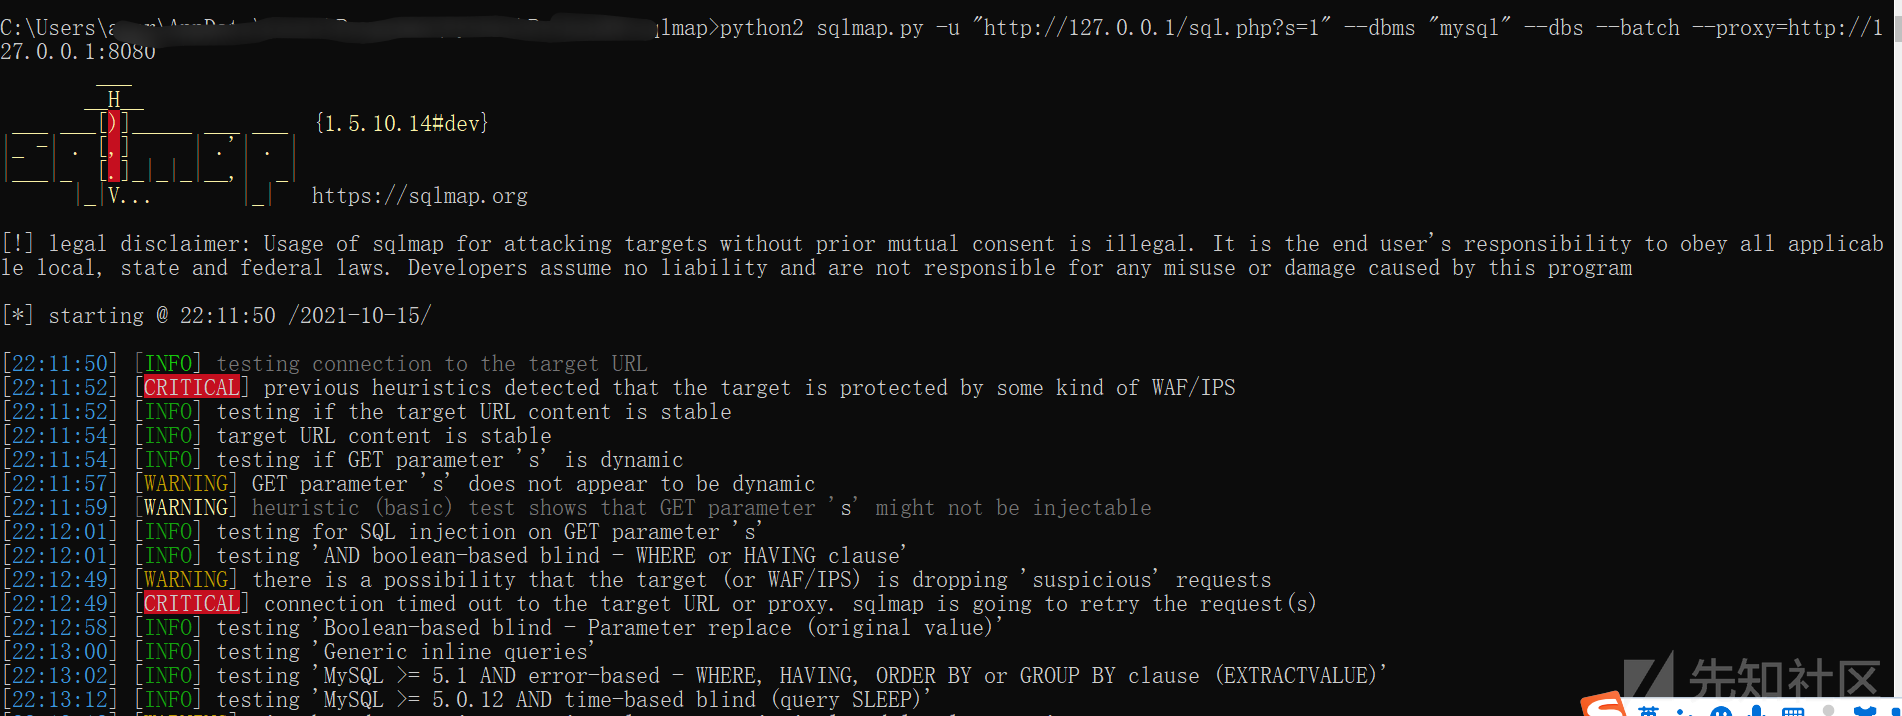 C:\Users\a qlmap>python2 sqlmap.py -u "http://127.0.0.1/sql.php?s=1" --dbms "mysql" --dbs --batch --proxy=http://1
27.0.0.1:8080
H
{1.5.10.14#dev}
V...
https://sqlmap.org
[!] legal disclaimer: Usage of sqlmap for attacking targets without prior mutual consent is illegal. It is the end user's responsibility to obey all applicab
le local, state and federal laws. Developers assume no liability and are not responsible for any misuse or damage caused by this program
[*] starting @ 22:11:50 /2021-10-15/
[22:11:50] [INFO] testing connection to the target URL
[22:11:52] [CRITICAL] previous heuristics detected that the target is protected by some kind of WAF/IPS
[22:11:52] [INFO] testing if the target URL content is stable
[22:11:54] [INFO] target URL content is stable
[22:11:54] [INFO] testing if GET parameter 's' is dynamic
[22:11:57] [WARNING] GET parameter 's' does not appear to be dynamic
[22:11:59] [WARNING] heuristic (basic) test shows that GET parameter 's' might not be injectable
[22:12:01] [INFO] testing for SQL injection on GET parameter 's'
[22:12:01] [INFO] testing 'AND boolean-based blind - WHERE or HAVING clause'
[22:12:49] [WARNING] there is a possibility that the target (or WAF/IPS) is dropping 'suspicious' requests
[22:12:49] [CRITICAL] connection timed out to the target URL or proxy. sqlmap is going to retry the request(s)
[22:12:58] [INFO] testing 'Boolean-based blind - Parameter replace (original value)'
[22:13:00] [INFO] testing 'Generic inline queries'
[22:13:02] [INFO] testing 'MySQL >= 5.1 AND error-based - WHERE, HAVING, ORDER BY or GROUP BY clause (EXTRACTVALUE)'
[22:13:12] [INFO] testing 'MySQL >= 5.0.12 AND time-based blind (query SLEEP)'
先知社区
英